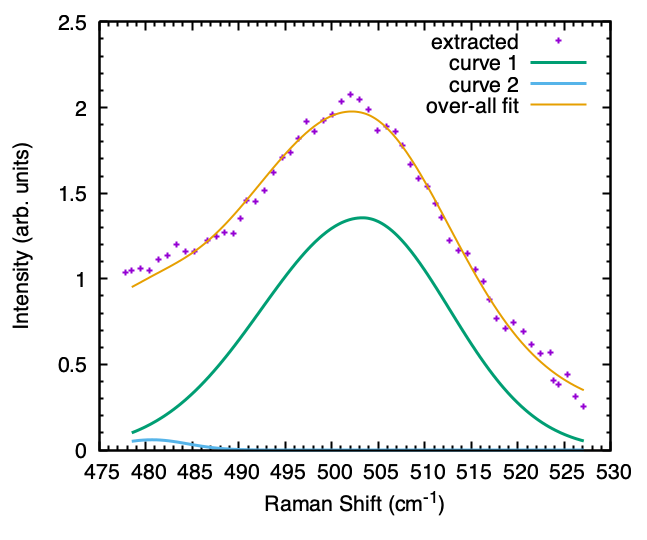 2.5
2
1.5
1
0.5
0
Intensity (arb. units)
extracted
curve 1
curve 2
over-all fit
475 480 485 490 495 500 505 510 515 520 525 530
Raman Shift (cm⁻¹)